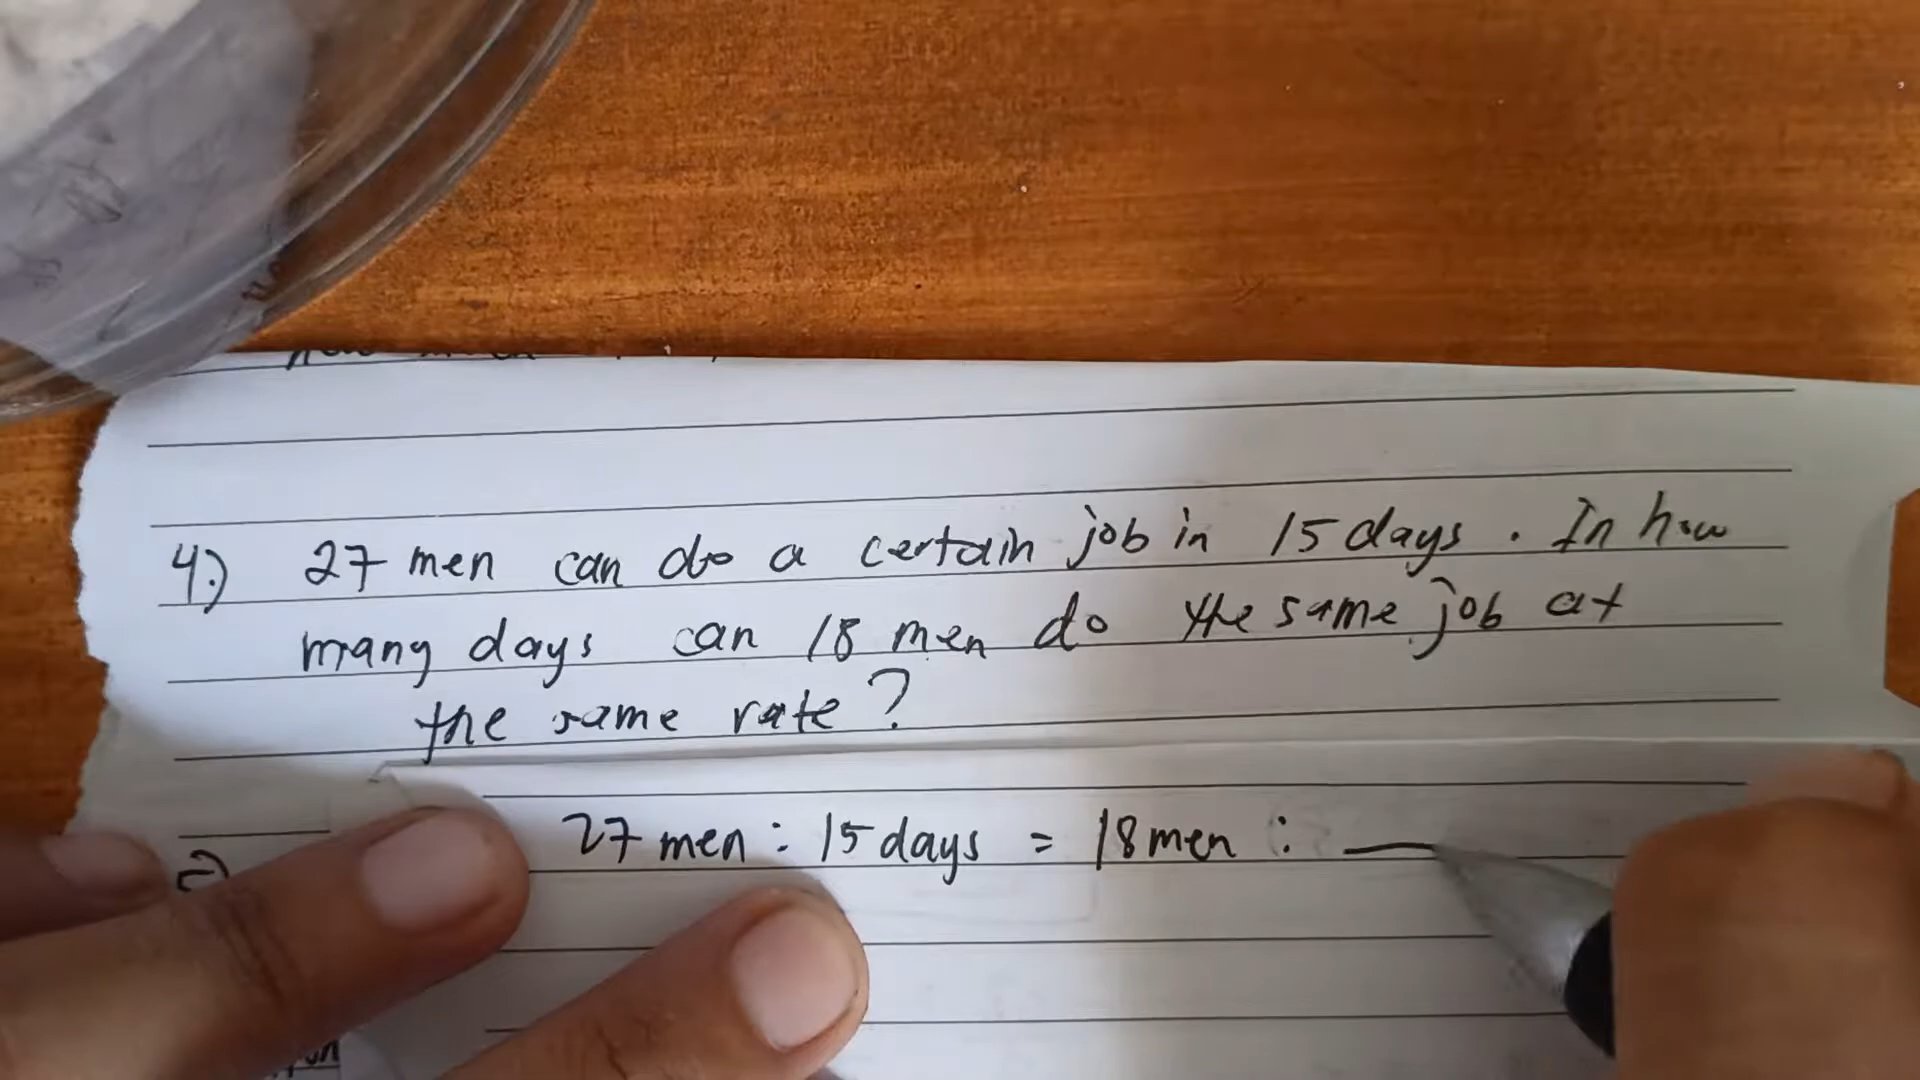 4.) 27 men can do a certain job in 15 days. In how
many days can 18 men do the same job at
the same rate?
27 men : 15 days = 18 men : __